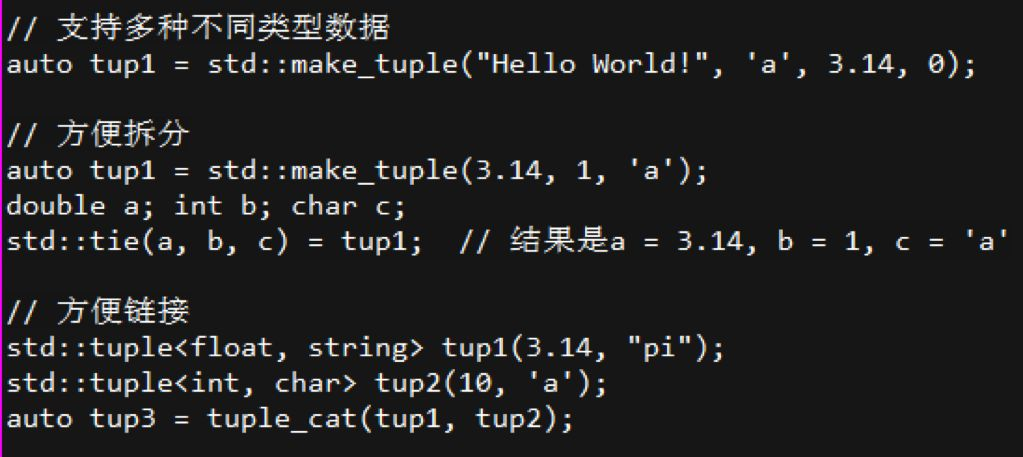 // 支持多种不同类型数据
auto tup1 = std::make_tuple("Hello World!", 'a', 3.14, 0);
// 方便拆分
auto tup1 = std::make_tuple(3.14, 1, 'a');
double a; int b; char c;
std::tie(a, b, c) = tup1;  // 结果是a = 3.14, b = 1, c = 'a'
// 方便链接
std::tuple<float, string> tup1(3.14, "pi");
std::tuple<int, char> tup2(10, 'a');
auto tup3 = tuple_cat(tup1, tup2);